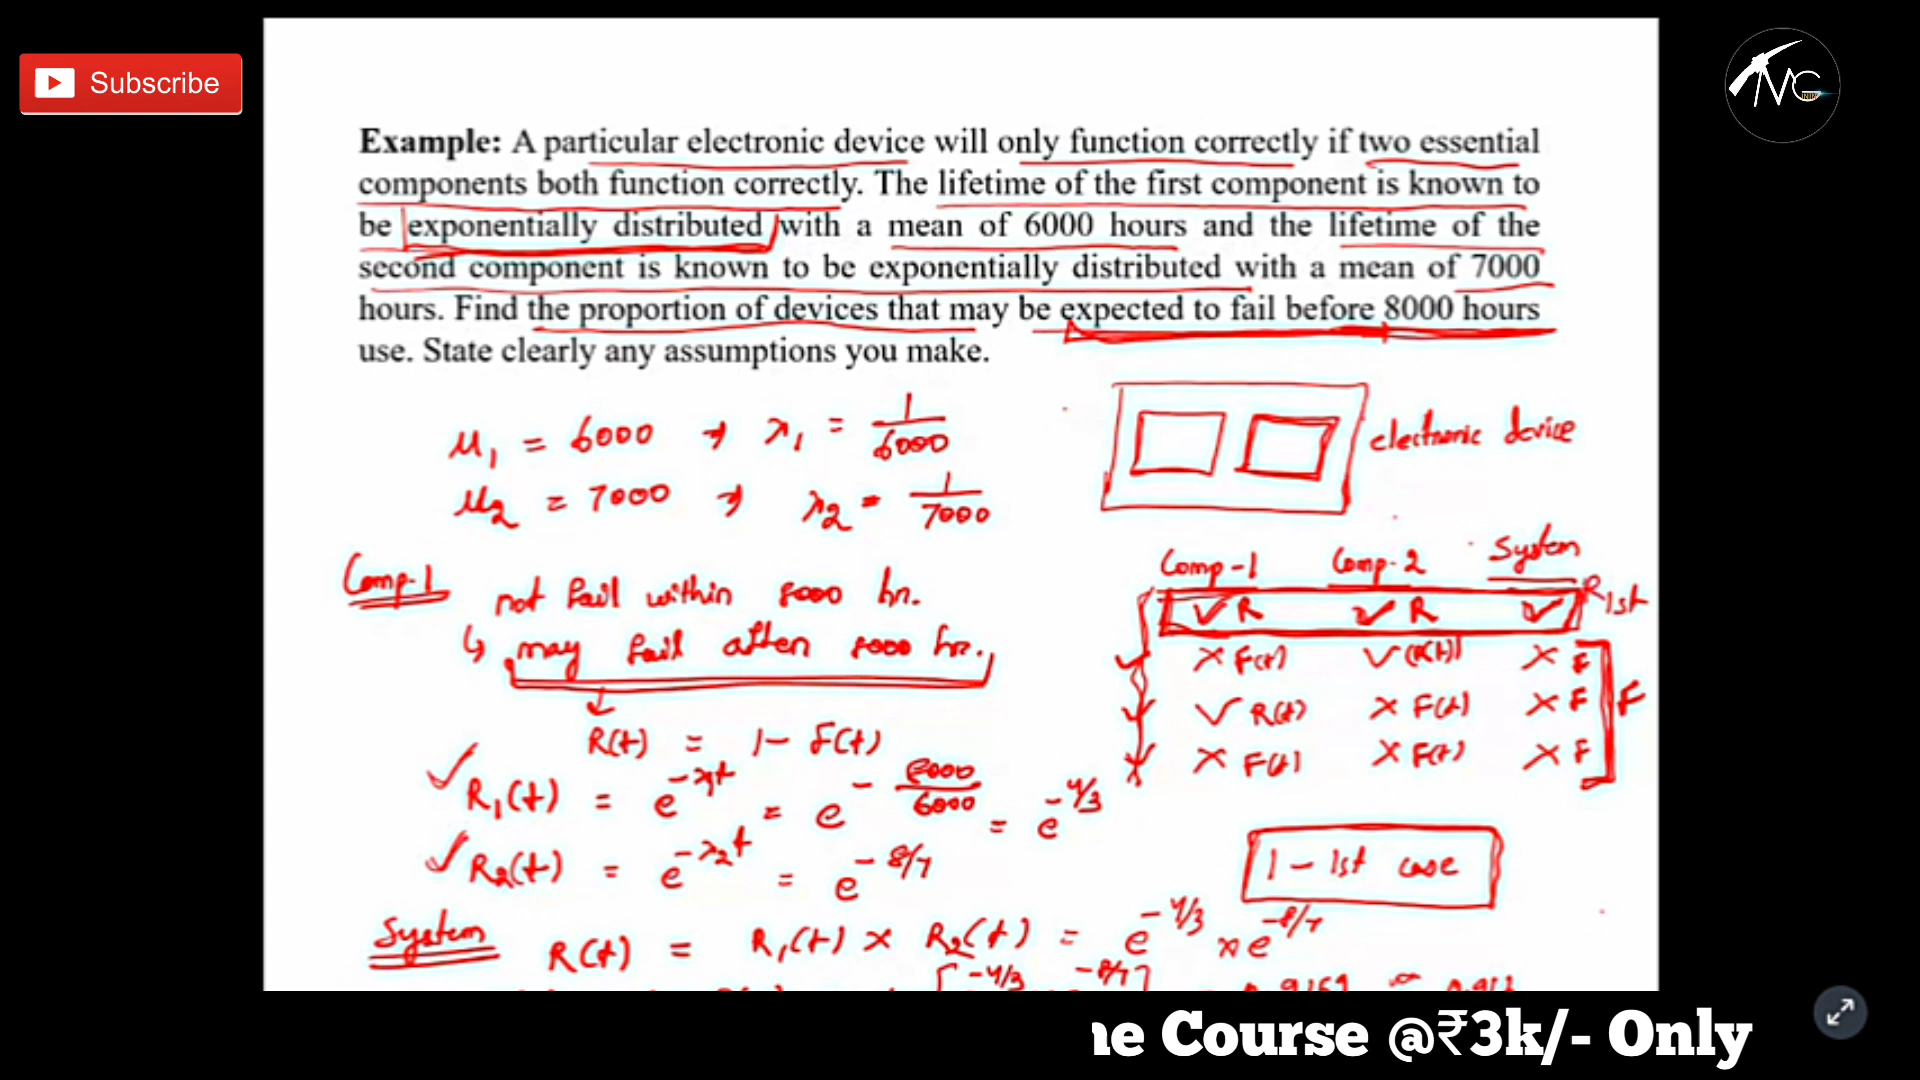 Subscribe
MG
Example: A particular electronic device will only function correctly if two essential
components both function correctly. The lifetime of the first component is known to
be exponentially distributed with a mean of 6000 hours and the lifetime of the
second component is known to be exponentially distributed with a mean of 7000
hours. Find the proportion of devices that may be expected to fail before 8000 hours
use. State clearly any assumptions you make.
μ₁ = 6000 → λ₁ = 1/6000
electronic device
μ₂ = 7000 → λ₂ = 1/7000
Comp-1 Comp-2 System
✓ R ✓ R ✓ R 1st
× F(t) ✓ (R(t)) × F
✓ R(t) × F(t) × F
× F(t) × F(t) × F
F
Comp-1 not fail within 8000 hr.
↳ may fail after 8000 hr.
R(t) = 1 - F(t)
✓ R₁(t) = e^-λ₁t = e^-8000/6000 = e^-4/3
✓ R₂(t) = e^-λ₂t = e^-8/7
1 - 1st case
System R(t) = R₁(t) × R₂(t) = e^-4/3 × e^-8/7
ne Course @₹3k/- Only